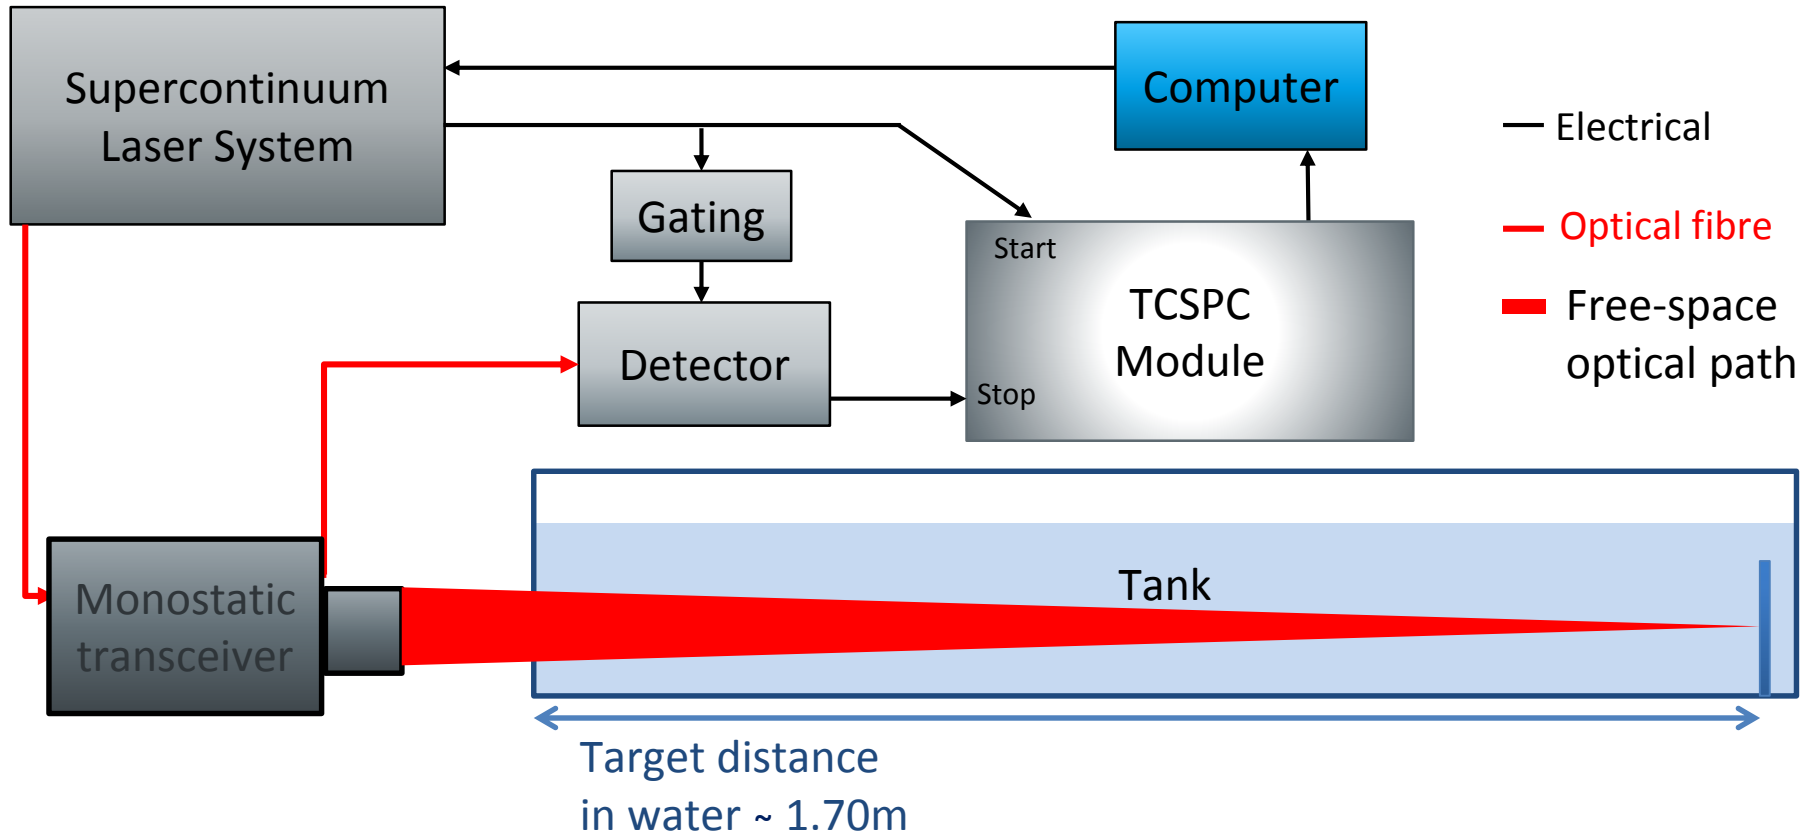 Supercontinuum
Laser System
Computer
Electrical
Gating
Optical fibre
Start
TCSPC
Module
Free-space
optical path
Detector
Stop
Tank
Monostatic
transceiver
Target distance
in water ~ 1.70m